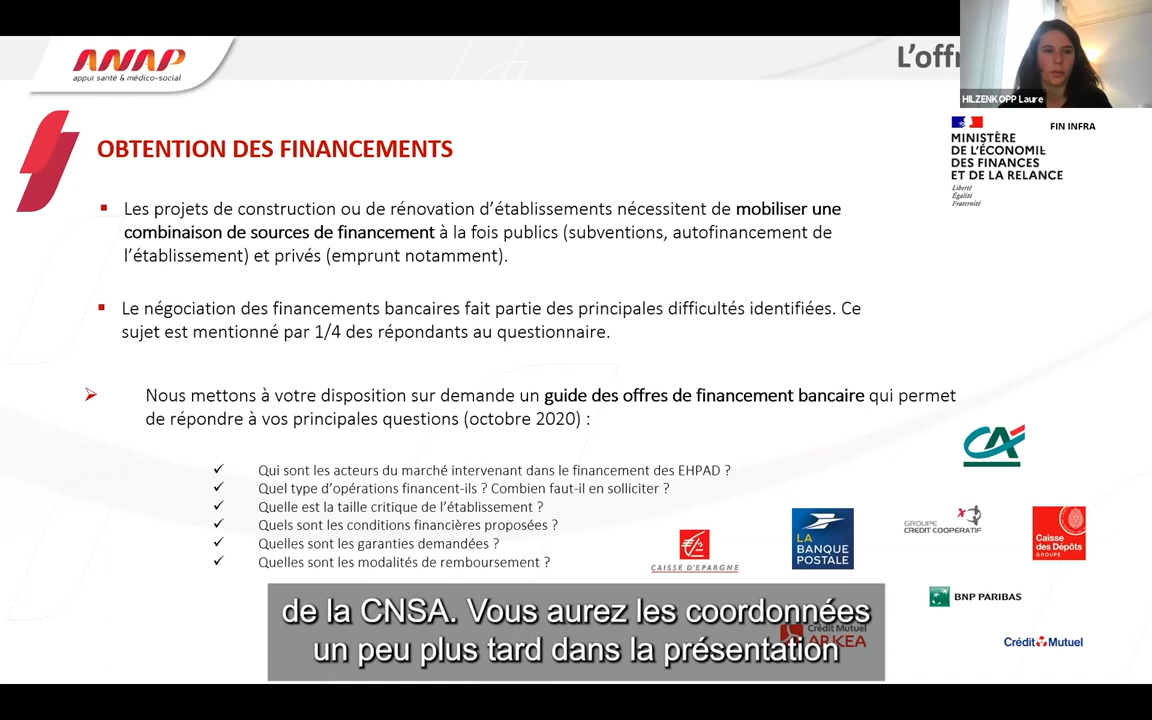 ANAP
appui santé & médico-social
L'offr
HILZENKOPP Laure
FIN INFRA
MINISTÈRE
DE L'ÉCONOMIE
DES FINANCES
ET DE LA RELANCE
Liberté
Égalité
Fraternité
OBTENTION DES FINANCEMENTS
Les projets de construction ou de rénovation d'établissements nécessitent de mobiliser une
combinaison de sources de financement à la fois publics (subventions, autofinancement de
l'établissement) et privés (emprunt notamment).
Le négociation des financements bancaires fait partie des principales difficultés identifiées. Ce
sujet est mentionné par 1/4 des répondants au questionnaire.
Nous mettons à votre disposition sur demande un guide des offres de financement bancaire qui permet
de répondre à vos principales questions (octobre 2020) :
Qui sont les acteurs du marché intervenant dans le financement des EHPAD ?
Quel type d'opérations financent-ils ? Combien faut-il en solliciter ?
Quelle est la taille critique de l'établissement ?
Quels sont les conditions financières proposées ?
Quelles sont les garanties demandées ?
Quelles sont les modalités de remboursement ?
CA
CAISSE D'EPARGNE
LA
BANQUE
POSTALE
GROUPE
CREDIT COOPERATIF
Caisse
des Dépôts
GROUPE
BNP PARIBAS
Crédit Mutuel
ARKEA
Crédit Mutuel
de la CNSA. Vous aurez les coordonnées
un peu plus tard dans la présentation